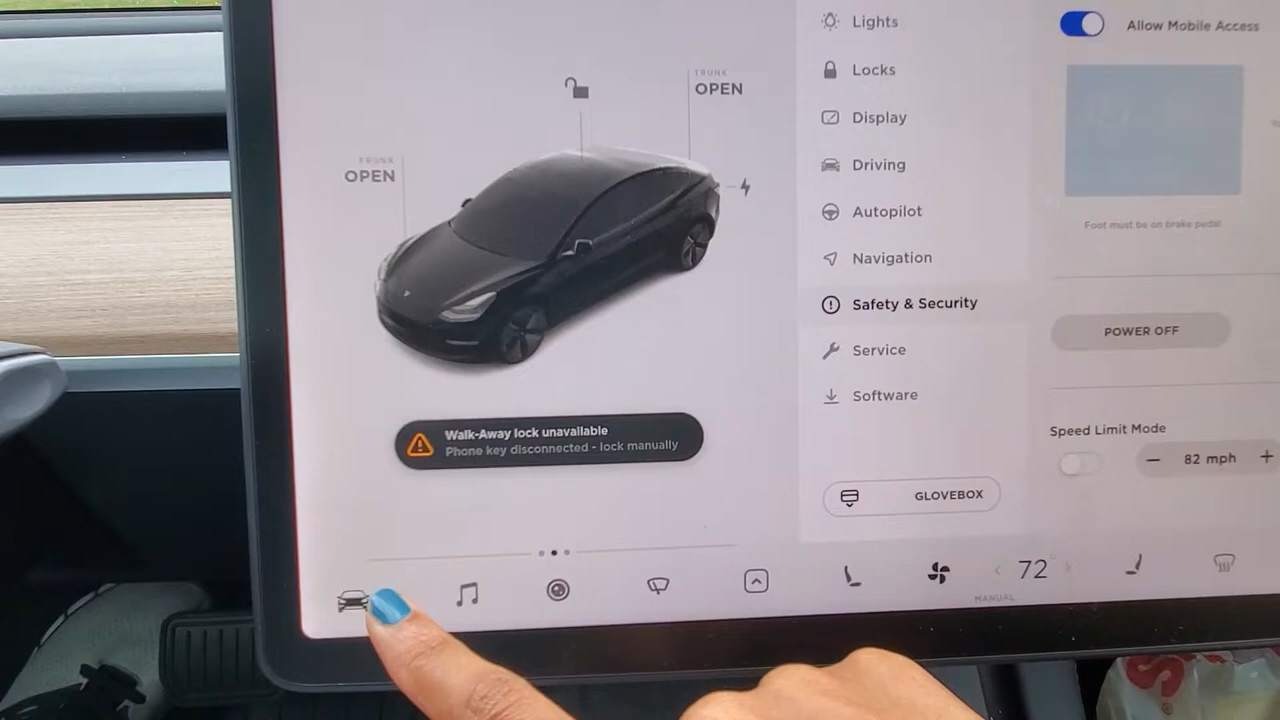 Lights
Allow Mobile Access
Locks
TRUNK
OPEN
Display
FRUNK
OPEN
Driving
Autopilot
Foot must be on brake pedal
Navigation
Safety & Security
POWER OFF
Service
Software
Walk-Away lock unavailable
Phone key disconnected - lock manually
Speed Limit Mode
82 mph
GLOVEBOX
72
MANUAL